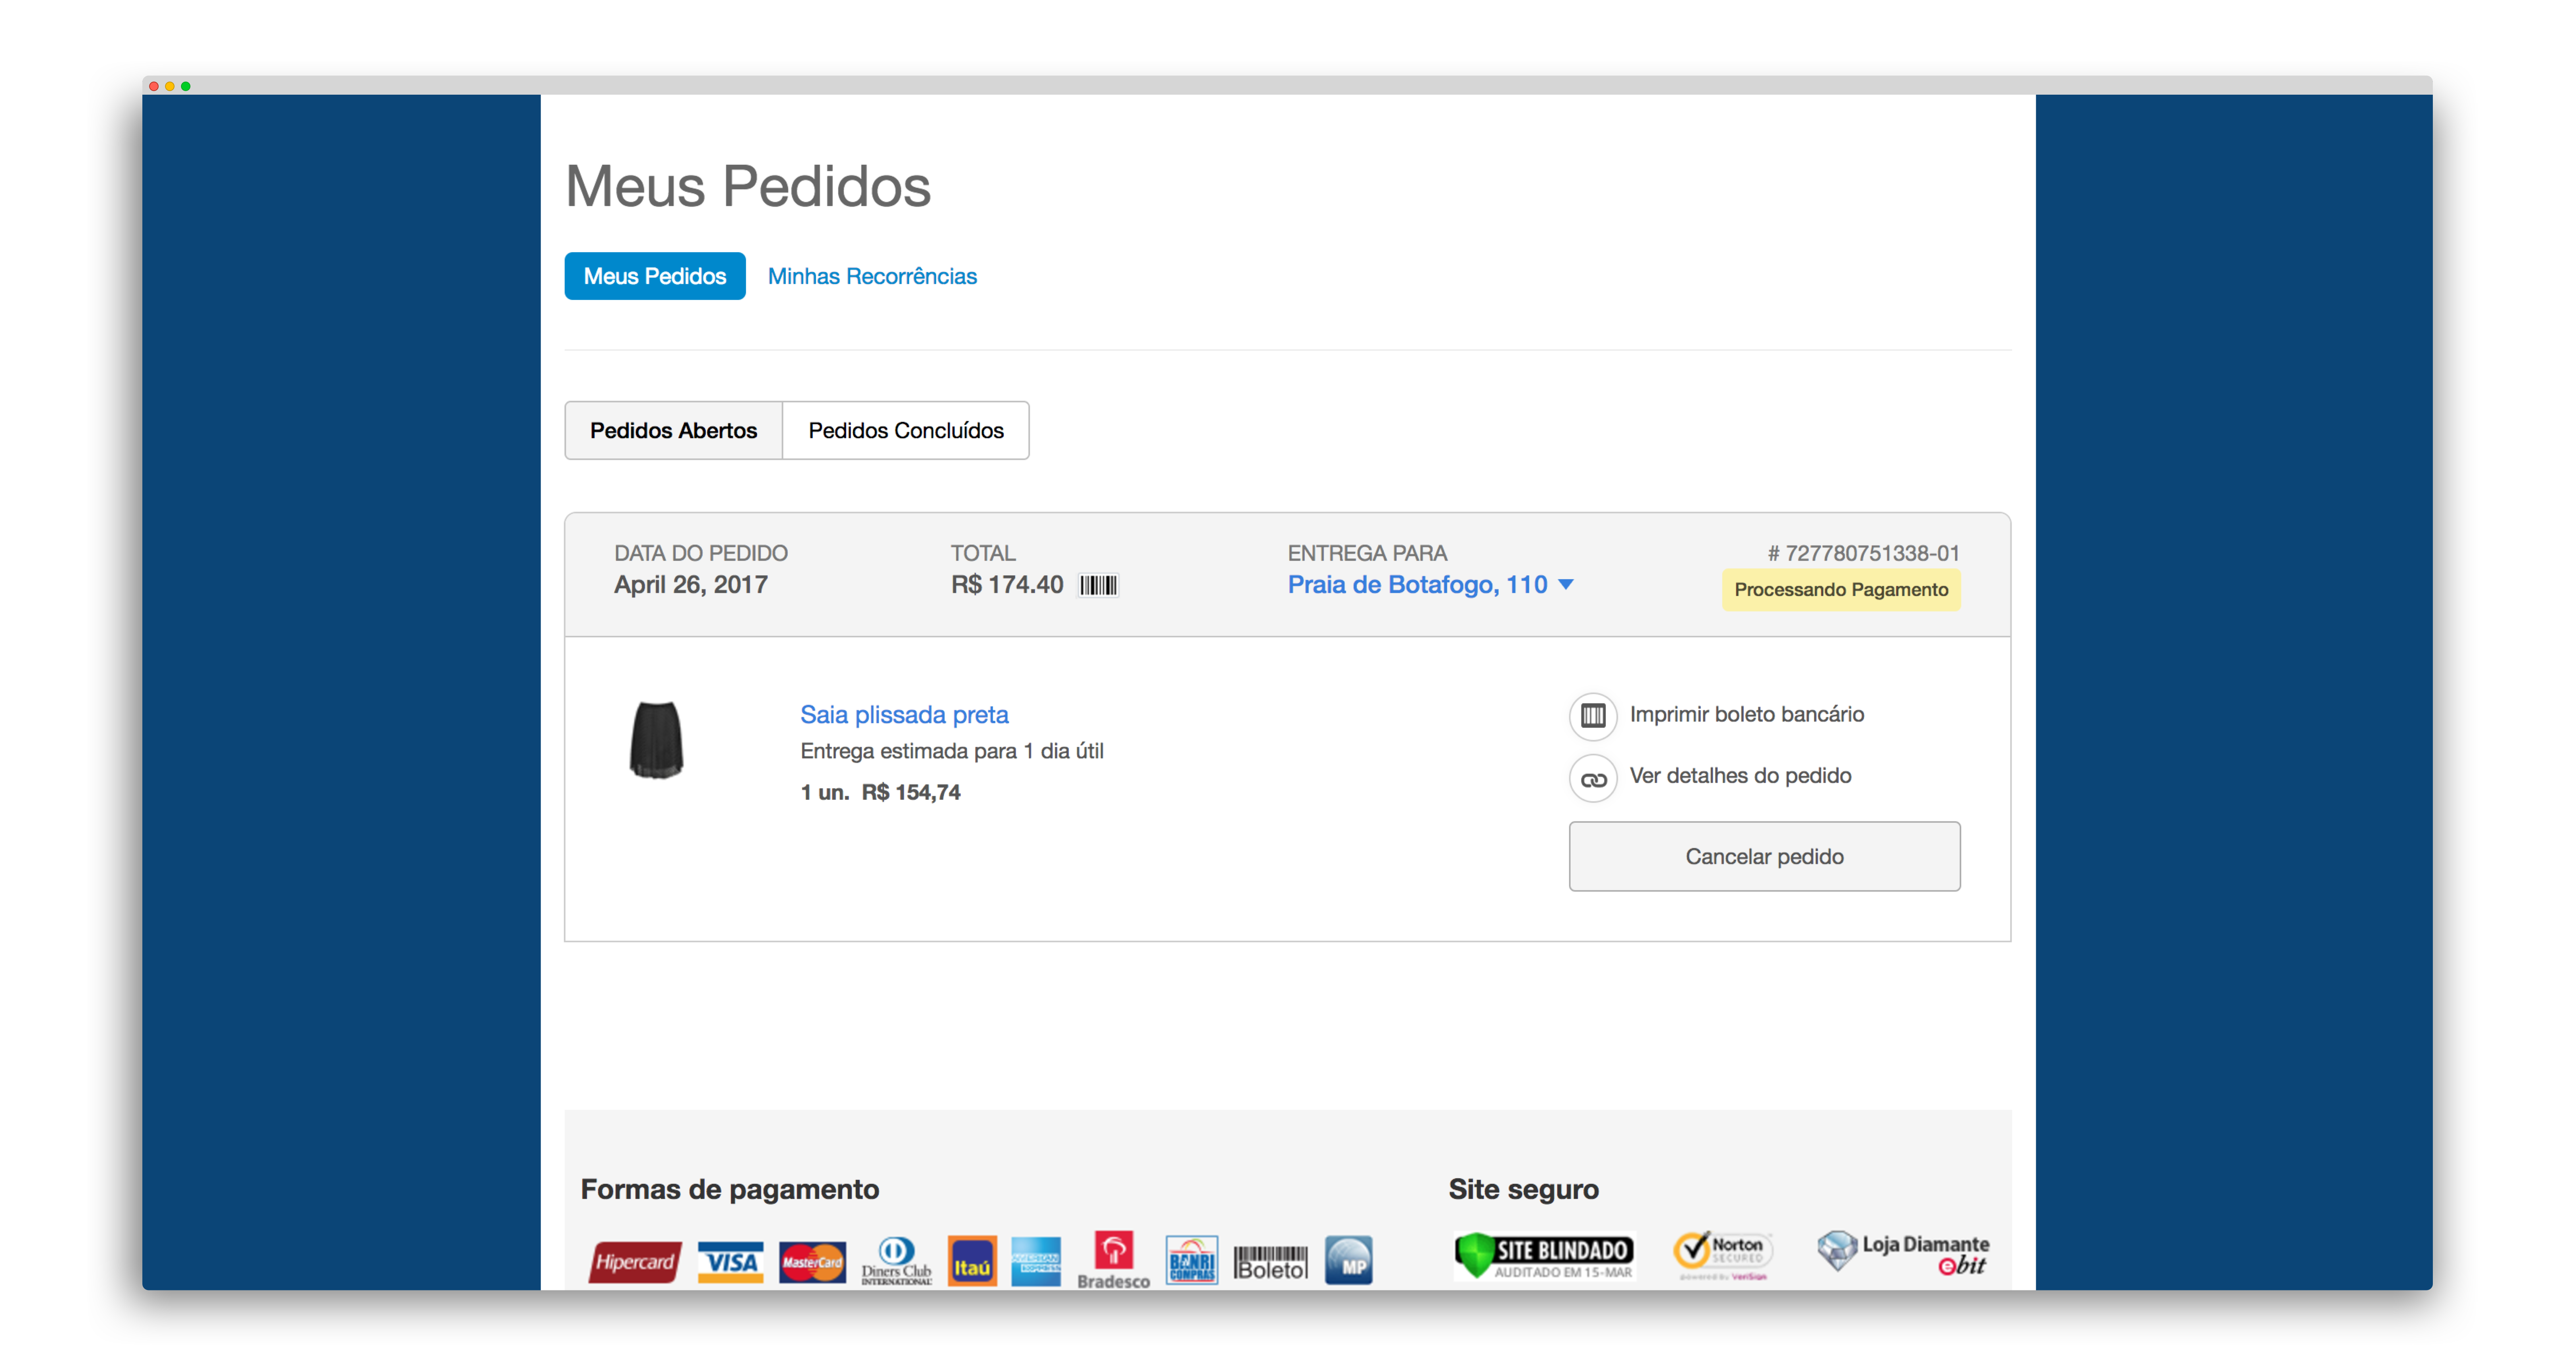 Meus Pedidos
Meus Pedidos Minhas Recorrências
Pedidos Abertos Pedidos Concluídos
DATA DO PEDIDO TOTAL ENTREGA PARA # 727780751338-01
April 26, 2017 R$ 174.40 Praia de Botafogo, 110 Processando Pagamento
Saia plissada preta
Entrega estimada para 1 dia útil
1 un. R$ 154,74
Imprimir boleto bancário
Ver detalhes do pedido
Cancelar pedido
Formas de pagamento Site seguro
Hipercard VISA MasterCard Diners Club INTERNATIONAL Itaú AMERICAN EXPRESS Bradesco BANRI COMPRAS Boleto MP
SITE BLINDADO
AUDITADO EM 15-MAR
Norton
SECURED
powered by VeriSign
Loja Diamante
ebit